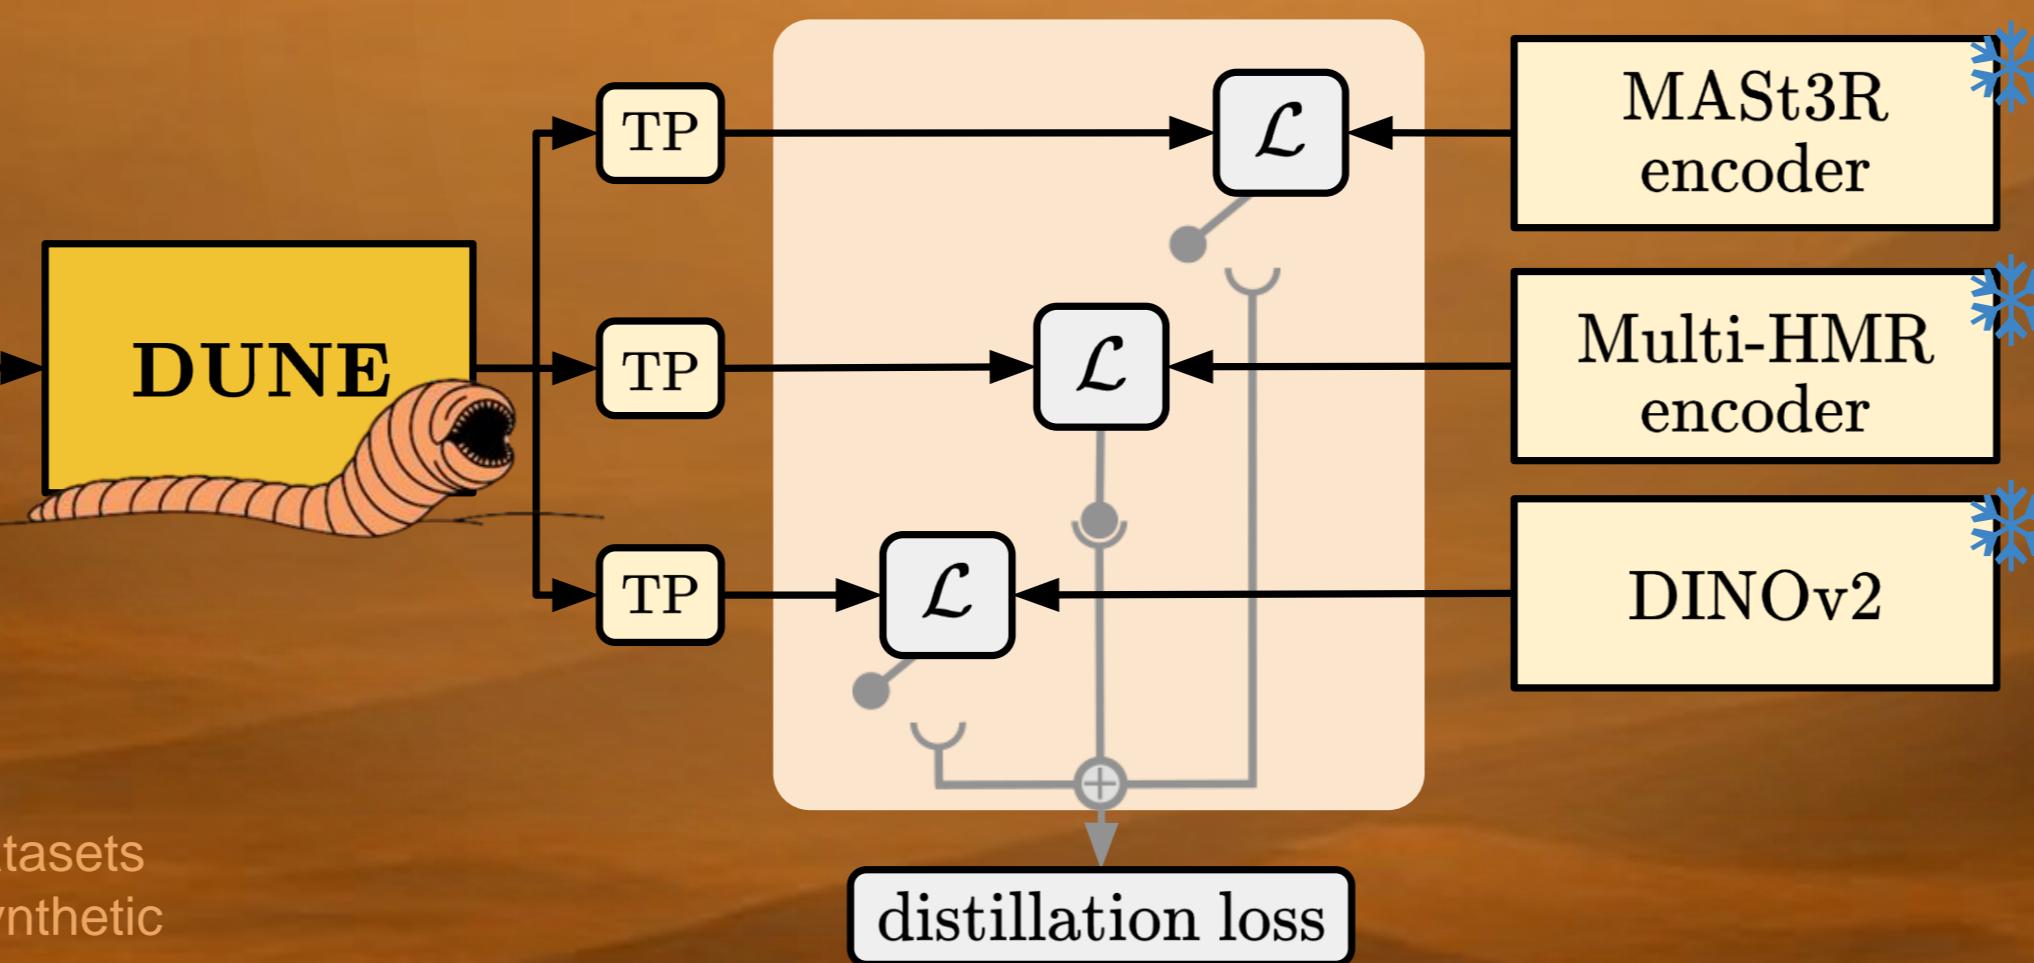 MASt3R
encoder
TP
ℒ
DUNE
TP
ℒ
Multi-HMR
encoder
TP
ℒ
DINOv2
distillation loss